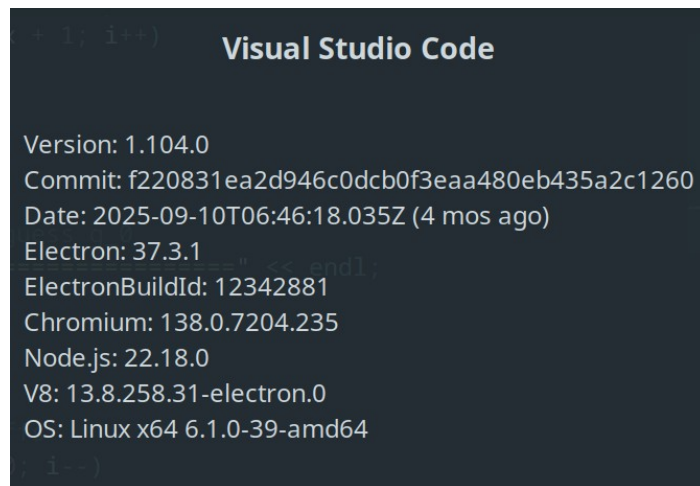 x + 1; i++)
Visual Studio Code
Version: 1.104.0
Commit: f220831ea2d946c0dcb0f3eaa480eb435a2c1260
Date: 2025-09-10T06:46:18.035Z (4 mos ago)
Electron: 37.3.1
================" << endl;
ElectronBuildId: 12342881
Chromium: 138.0.7204.235
Node.js: 22.18.0
V8: 13.8.258.31-electron.0
OS: Linux x64 6.1.0-39-amd64
; i--)